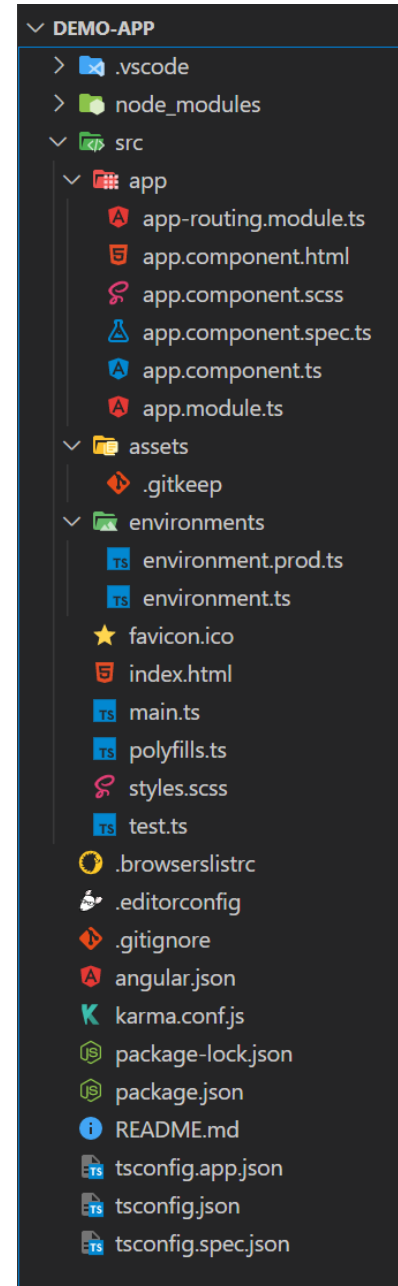 DEMO-APP
.vscode
node_modules
src
app
app-routing.module.ts
app.component.html
app.component.scss
app.component.spec.ts
app.component.ts
app.module.ts
assets
.gitkeep
environments
environment.prod.ts
environment.ts
favicon.ico
index.html
main.ts
polyfills.ts
styles.scss
test.ts
.browserslistrc
.editorconfig
.gitignore
angular.json
karma.conf.js
package-lock.json
package.json
README.md
tsconfig.app.json
tsconfig.json
tsconfig.spec.json